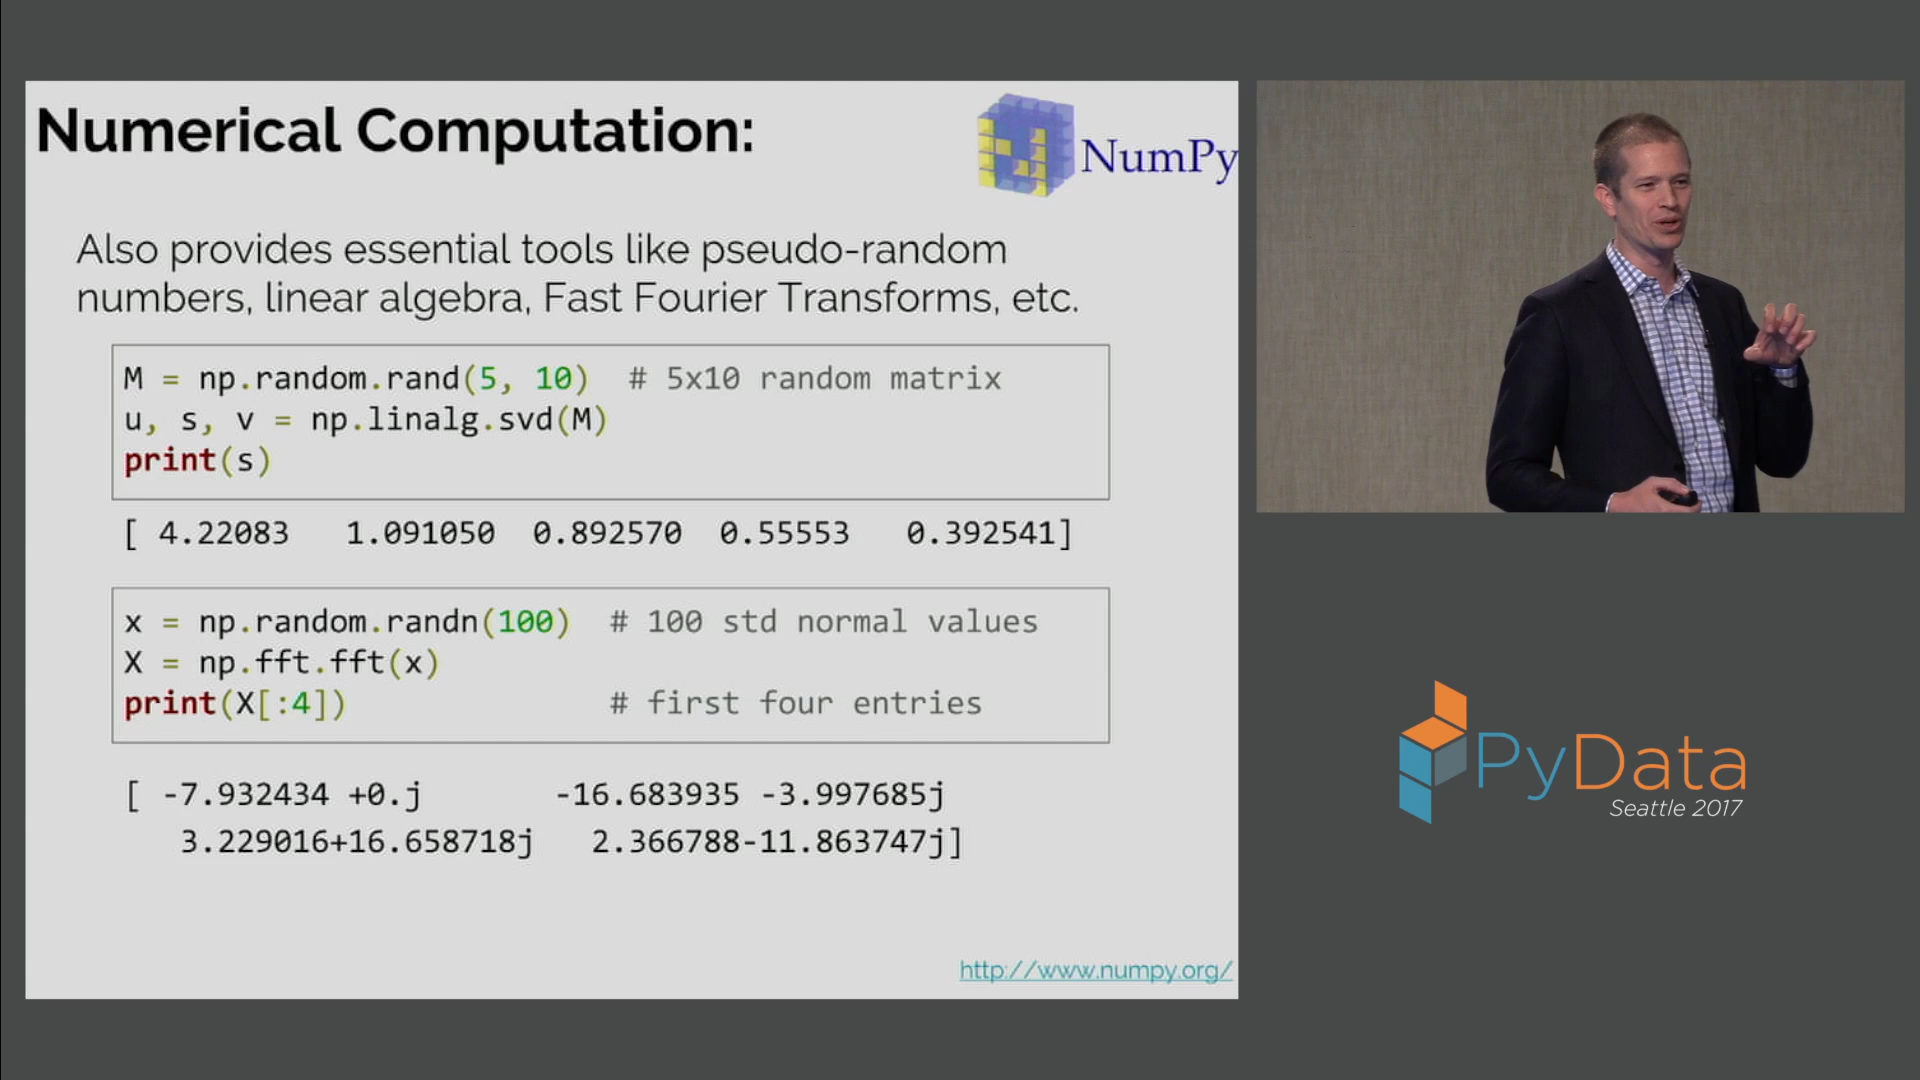 Numerical Computation:
NumPy
Also provides essential tools like pseudo-random
numbers, linear algebra, Fast Fourier Transforms, etc.
M = np.random.rand(5, 10)  # 5x10 random matrix
u, s, v = np.linalg.svd(M)
print(s)
[ 4.22083   1.091050  0.892570  0.55553   0.392541]
x = np.random.randn(100)  # 100 std normal values
X = np.fft.fft(x)
print(X[:4])              # first four entries
[ -7.932434 +0.j       -16.683935 -3.997685j
3.229016+16.658718j   2.366788-11.863747j]
http://www.numpy.org/
PyData
Seattle 2017